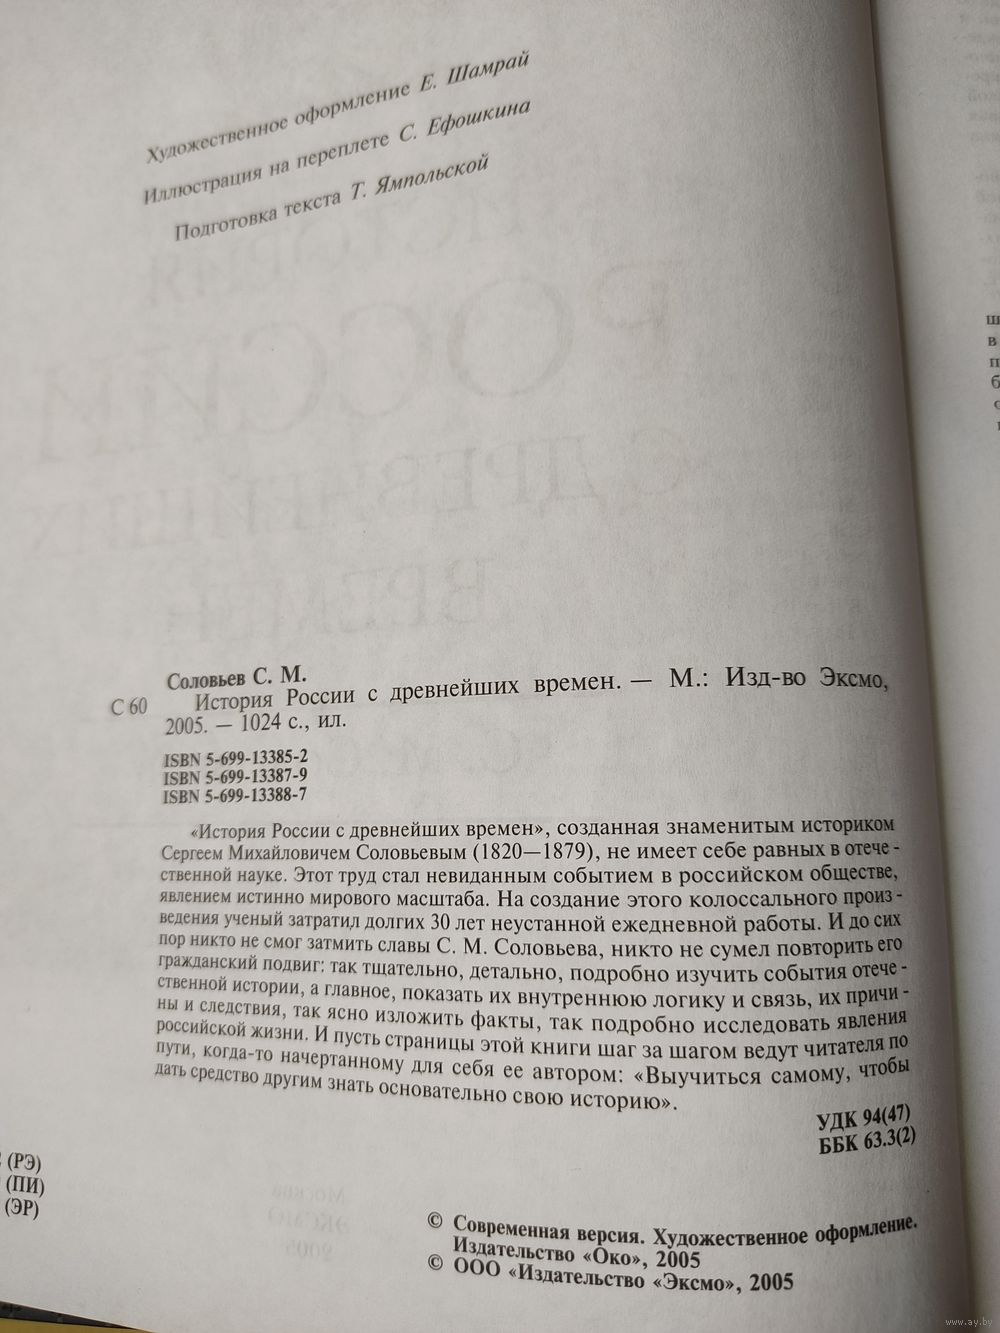 Художественное оформление Е. Шамрай
Иллюстрация на переплете С. Ефошкина
Подготовка текста Т. Ямпольской
Соловьев С. М.
С 60 История России с древнейших времен. — М.: Изд-во Эксмо,
2005. — 1024 с., ил.
ISBN 5-699-13385-2
ISBN 5-699-13387-9
ISBN 5-699-13388-7
«История России с древнейших времен», созданная знаменитым историком
Сергеем Михайловичем Соловьевым (1820—1879), не имеет себе равных в отече-
ственной науке. Этот труд стал невиданным событием в российском обществе,
явлением истинно мирового масштаба. На создание этого колоссального произ-
ведения ученый затратил долгих 30 лет неустанной ежедневной работы. И до сих
пор никто не смог затмить славы С. М. Соловьева, никто не сумел повторить его
гражданский подвиг: так тщательно, детально, подробно изучить события отече-
ственной истории, а главное, показать их внутреннюю логику и связь, их причи-
ны и следствия, так ясно изложить факты, так подробно исследовать явления
российской жизни. И пусть страницы этой книги шаг за шагом ведут читателя по
пути, когда-то начертанному для себя ее автором: «Выучиться самому, чтобы
дать средство другим знать основательно свою историю».
УДК 94(47)
ББК 63.3(2)
(РЭ)
(ПИ)
(ЭР)
© Современная версия. Художественное оформление.
Издательство «Око», 2005
© ООО «Издательство «Эксмо», 2005
www.ay.by